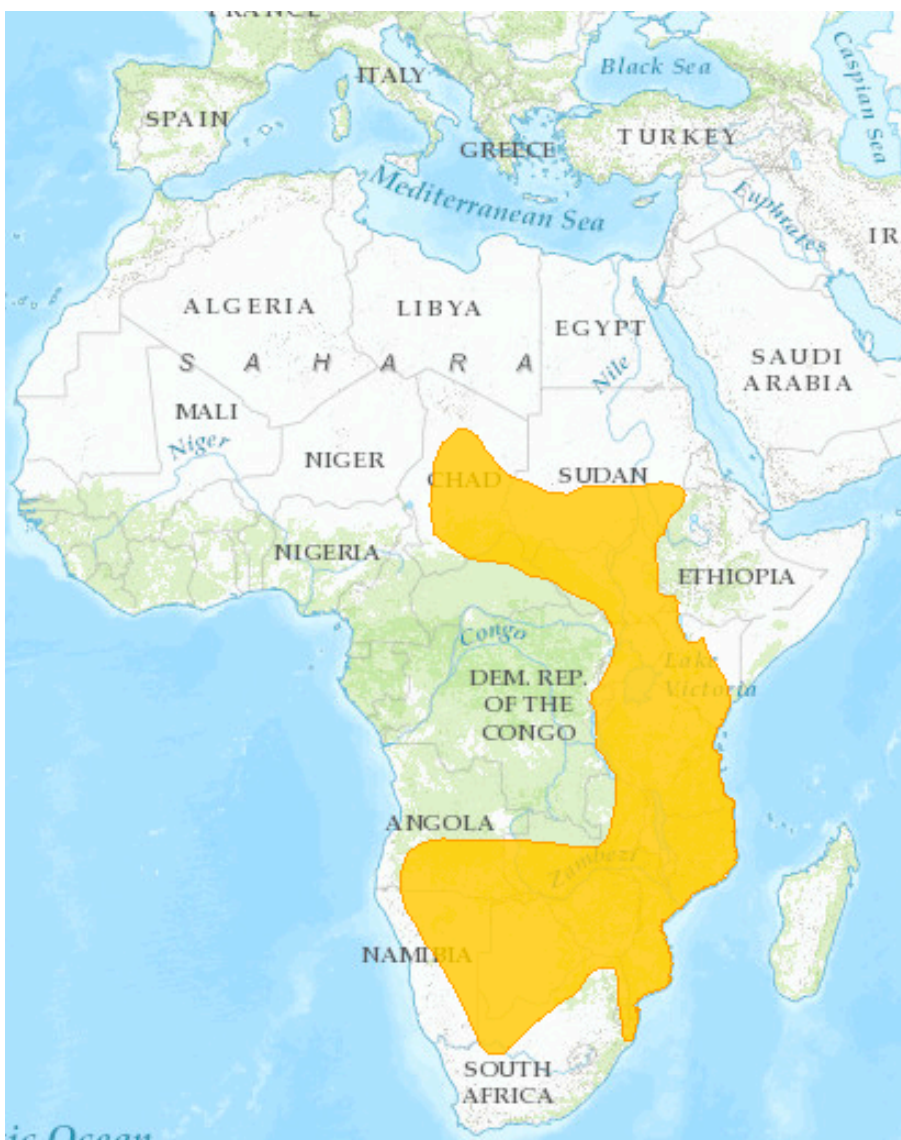 FRANCE
ITALY
Black Sea
Caspian Sea
SPAIN
GREECE
TURKEY
Mediterranean Sea
Euphrates
IR
ALGERIA
LIBYA
EGYPT
SAHARA
Nile
SAUDI
ARABIA
MALI
Niger
NIGER
CHAD
SUDAN
NIGERIA
ETHIOPIA
Congo
DEM. REP.
OF THE
CONGO
Lake
Victoria
ANGOLA
Zambezi
NAMIBIA
SOUTH
AFRICA
ic Ocean